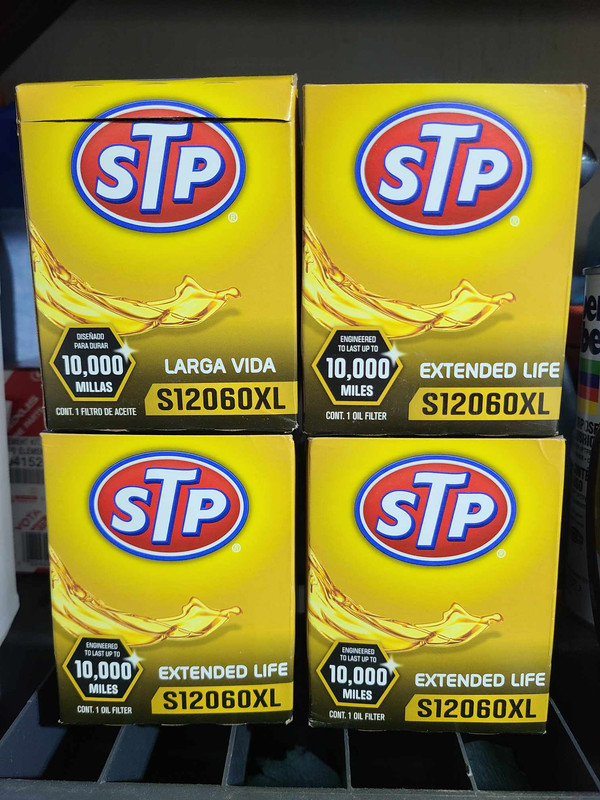 STP
®
DISEÑADO
PARA DURAR
10,000
MILLAS
LARGA VIDA
S12060XL
CONT. 1 FILTRO DE ACEITE
STP
®
ENGINEERED
TO LAST UP TO
10,000
MILES
EXTENDED LIFE
S12060XL
CONT. 1 OIL FILTER
STP
®
ENGINEERED
TO LAST UP TO
10,000
MILES
EXTENDED LIFE
S12060XL
CONT. 1 OIL FILTER
STP
®
ENGINEERED
TO LAST UP TO
10,000
MILES
EXTENDED LIFE
S12060XL
CONT. 1 OIL FILTER